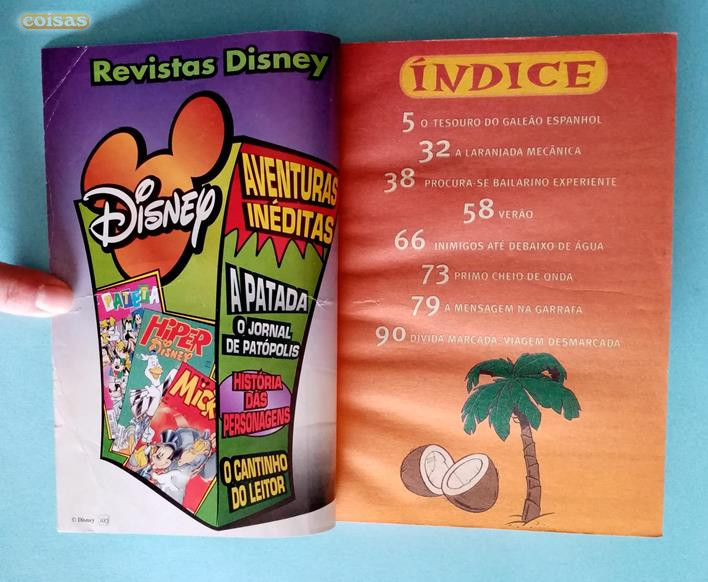 coisas
Revistas Disney
DISNEY
AVENTURAS
INÉDITAS
A PATADA
O JORNAL
DE PATÓPOLIS
HISTÓRIA
DAS
PERSONAGENS
O CANTINHO
DO LEITOR
PATETA
HIPER
DISNEY
MICK
© Disney
ÍNDICE
5 O TESOURO DO GALEÃO ESPANHOL
32 A LARANJADA MECÂNICA
38 PROCURA-SE BAILARINO EXPERIENTE
58 VERÃO
66 INIMIGOS ATÉ DEBAIXO DE ÁGUA
73 PRIMO CHEIO DE ONDA
79 A MENSAGEM NA GARRAFA
90 DÍVIDA MARCADA, VIAGEM DESMARCADA